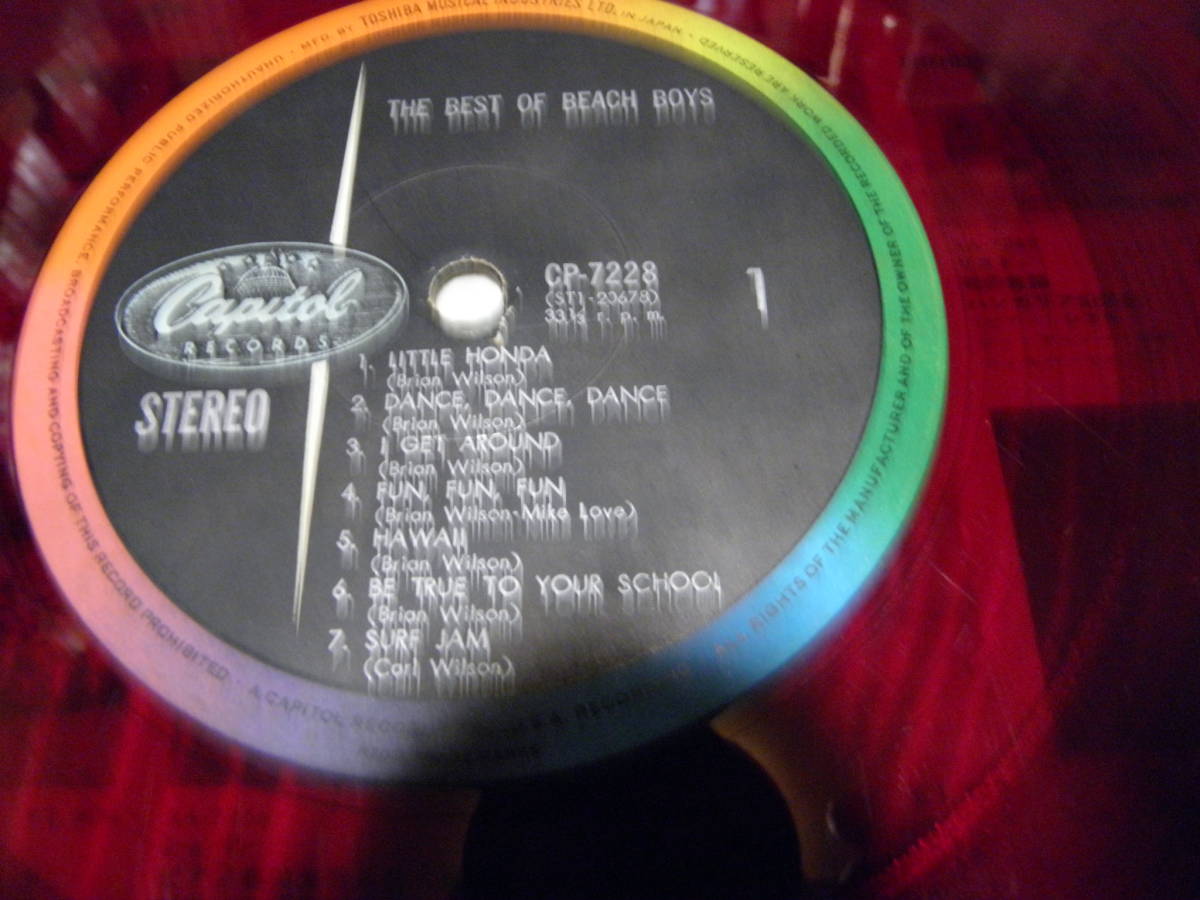 MFG. BY TOSHIBA MUSICAL INDUSTRIES LTD. IN JAPAN · RIGHTS OF THE MANUFACTURER AND OF THE OWNER OF THE RECORDED WORK ARE RESERVED ·
UNAUTHORIZED PUBLIC PERFORMANCE, BROADCASTING AND COPYING OF THIS RECORD PROHIBITED · A CAPITOL
THE BEST OF BEACH BOYS
Capitol
RECORDS
STEREO
CP-7228
(ST1-23678)
33⅓ r. p. m.
1
1. LITTLE HONDA
(Brian Wilson)
2. DANCE, DANCE, DANCE
(Brian Wilson)
3. I GET AROUND
(Brian Wilson)
4. FUN, FUN, FUN
(Brian Wilson-Mike Love)
5. HAWAII
(Brian Wilson)
6. BE TRUE TO YOUR SCHOOL
(Brian Wilson)
7. SURF JAM
(Carl Wilson)